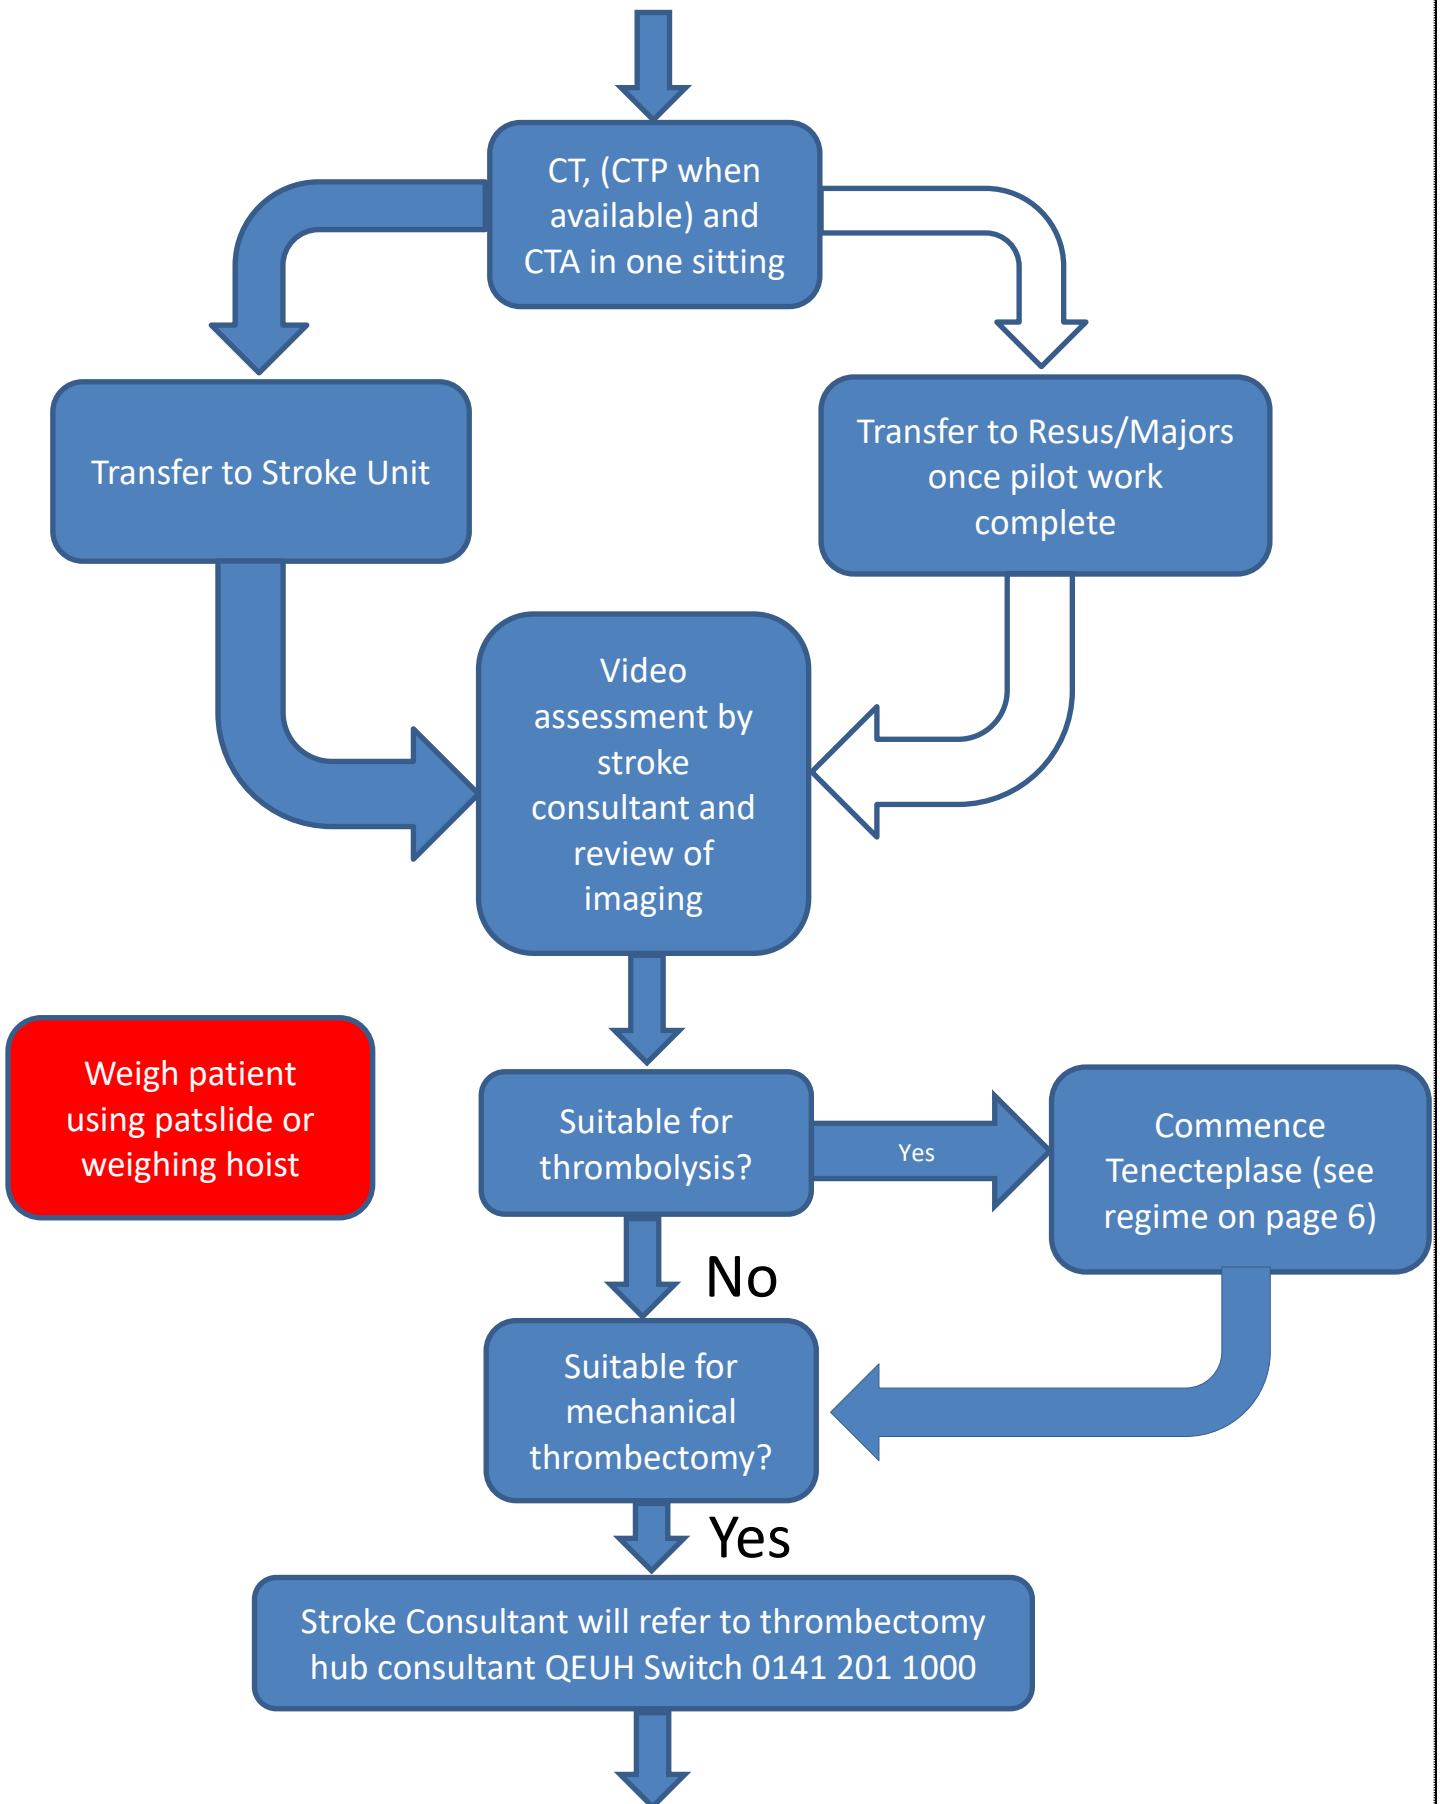 CT, (CTP when
available) and
CTA in one sitting
Transfer to Stroke Unit
Transfer to Resus/Majors
once pilot work
complete
Video
assessment by
stroke
consultant and
review of
imaging
Weigh patient
using patslide or
weighing hoist
Suitable for
thrombolysis?
Yes
Commence
Tenecteplase (see
regime on page 6)
No
Suitable for
mechanical
thrombectomy?
Yes
Stroke Consultant will refer to thrombectomy
hub consultant QEUH Switch 0141 201 1000